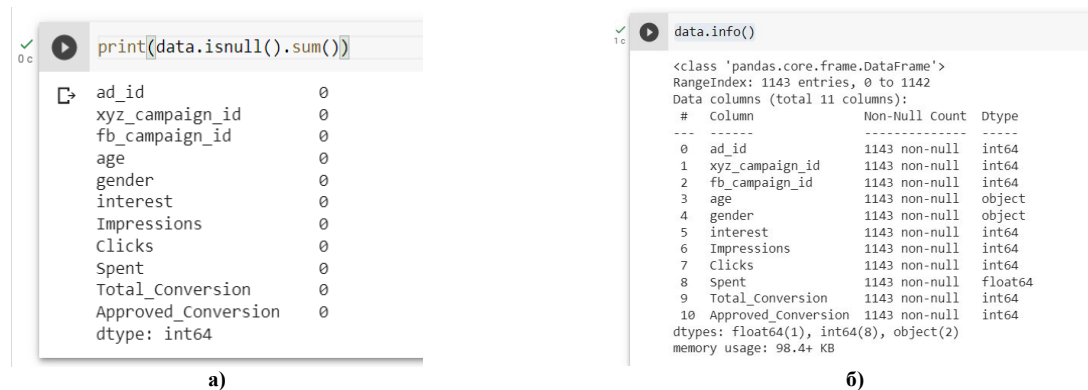 print(data.isnull().sum())
0 с
ad_id 0
xyz_campaign_id 0
fb_campaign_id 0
age 0
gender 0
interest 0
Impressions 0
Clicks 0
Spent 0
Total_Conversion 0
Approved_Conversion 0
dtype: int64
а)
data.info()
1 с
<class 'pandas.core.frame.DataFrame'>
RangeIndex: 1143 entries, 0 to 1142
Data columns (total 11 columns):
# Column Non-Null Count Dtype
--- ------ -------------- -----
0 ad_id 1143 non-null int64
1 xyz_campaign_id 1143 non-null int64
2 fb_campaign_id 1143 non-null int64
3 age 1143 non-null object
4 gender 1143 non-null object
5 interest 1143 non-null int64
6 Impressions 1143 non-null int64
7 Clicks 1143 non-null int64
8 Spent 1143 non-null float64
9 Total_Conversion 1143 non-null int64
10 Approved_Conversion 1143 non-null int64
dtypes: float64(1), int64(8), object(2)
memory usage: 98.4+ KB
б)